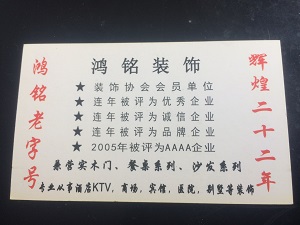 鸿铭老字号
鸿铭装饰
★装饰协会会员单位
★连年被评为优秀企业
★连年被评为诚信企业
★连年被评为品牌企业
★2005年被评为AAAA企业
兼营实木门、餐桌系列、沙发系列
专业从事酒店KTV，商场，宾馆，医院，别墅等装饰
辉煌二十二年